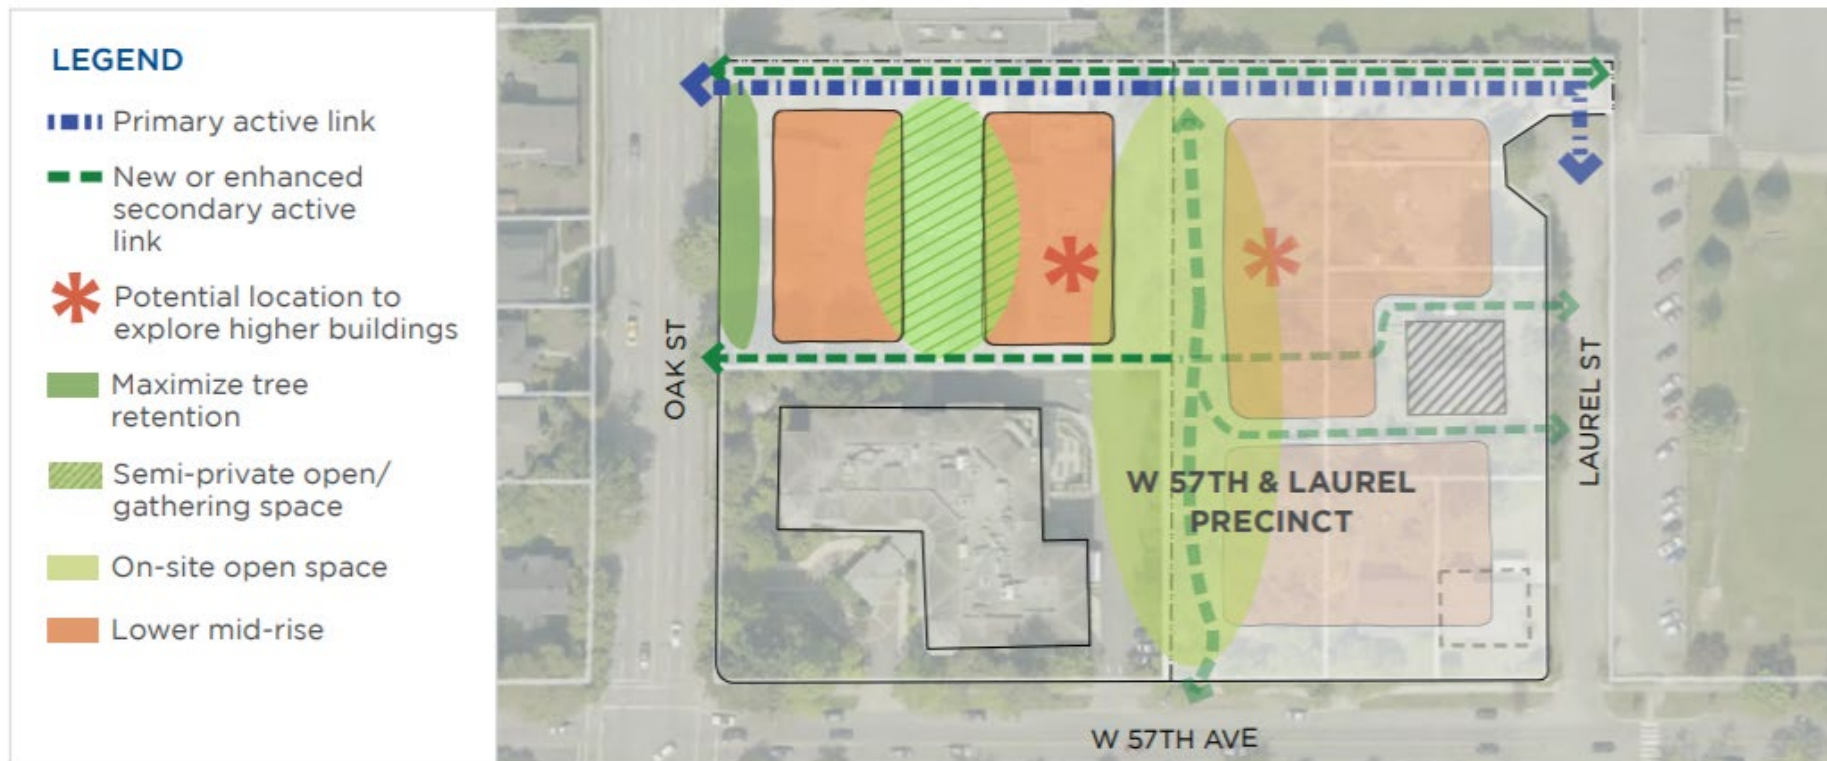 LEGEND
Primary active link
New or enhanced
secondary active
link
Potential location to
explore higher buildings
Maximize tree
retention
Semi-private open/
gathering space
On-site open space
Lower mid-rise
OAK ST
LAUREL ST
W 57TH & LAUREL
PRECINCT
W 57TH AVE